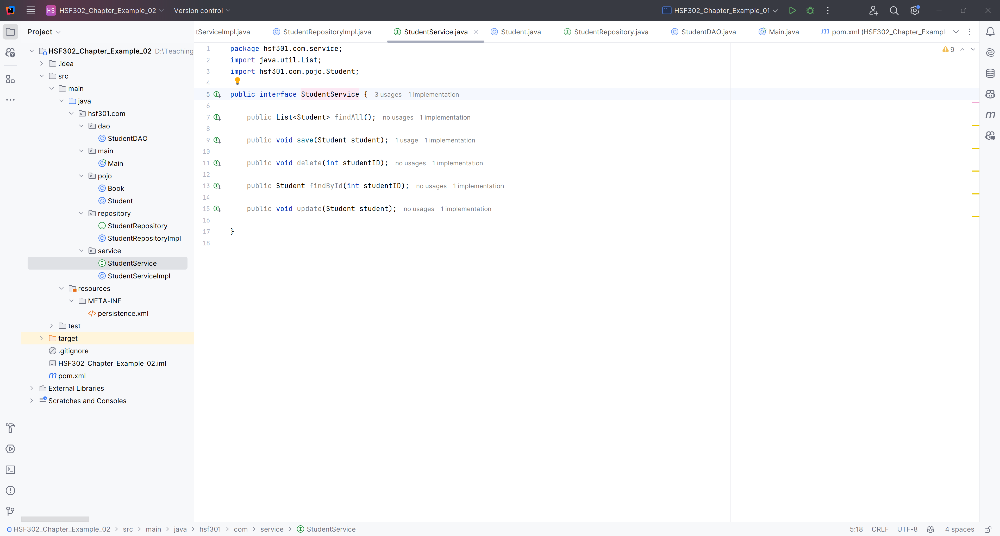 HS HSF302_Chapter_Example_02 Version control HSF302_Chapter_Example_01
Project
tServiceImpl.java StudentRepositoryImpl.java StudentService.java Student.java StudentRepository.java StudentDAO.java Main.java m pom.xml (HSF302_Chapter_Exampl
HSF302_Chapter_Example_02 D:\Teaching
.idea
src
main
java
hsf301.com
dao
StudentDAO
main
Main
pojo
Book
Student
repository
StudentRepository
StudentRepositoryImpl
service
StudentService
StudentServiceImpl
resources
META-INF
persistence.xml
test
target
.gitignore
HSF302_Chapter_Example_02.iml
m pom.xml
External Libraries
Scratches and Consoles
9
1 package hsf301.com.service;
2 import java.util.List;
3 import hsf301.com.pojo.Student;
4
5 public interface StudentService { 3 usages 1 implementation
6
7 public List<Student> findAll(); no usages 1 implementation
8
9 public void save(Student student); 1 usage 1 implementation
10
11 public void delete(int studentID); no usages 1 implementation
12
13 public Student findById(int studentID); no usages 1 implementation
14
15 public void update(Student student); no usages 1 implementation
16
17 }
18
HSF302_Chapter_Example_02 > src > main > java > hsf301 > com > service > StudentService 5:18 CRLF UTF-8 4 spaces